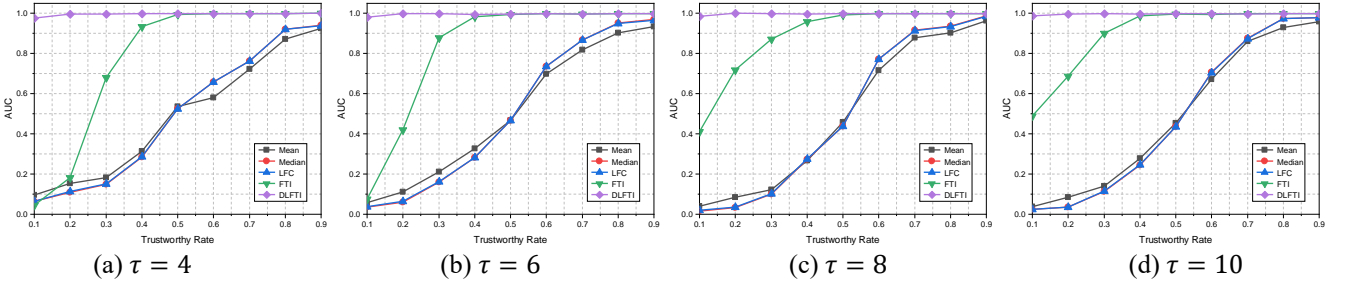 1.0
0.8
0.6
0.4
0.2
0.0
AUC
Mean
Median
LFC
FTI
DLFTI
0.1 0.2 0.3 0.4 0.5 0.6 0.7 0.8 0.9
Trustworthy Rate
(a) τ = 4
1.0
0.8
0.6
0.4
0.2
0.0
AUC
Mean
Median
LFC
FTI
DLFTI
0.1 0.2 0.3 0.4 0.5 0.6 0.7 0.8 0.9
Trustworthy Rate
(b) τ = 6
1.0
0.8
0.6
0.4
0.2
0.0
AUC
Mean
Median
LFC
FTI
DLFTI
0.1 0.2 0.3 0.4 0.5 0.6 0.7 0.8 0.9
Trustworthy Rate
(c) τ = 8
1.0
0.8
0.6
0.4
0.2
0.0
AUC
Mean
Median
LFC
FTI
DLFTI
0.1 0.2 0.3 0.4 0.5 0.6 0.7 0.8 0.9
Trustworthy Rate
(d) τ = 10